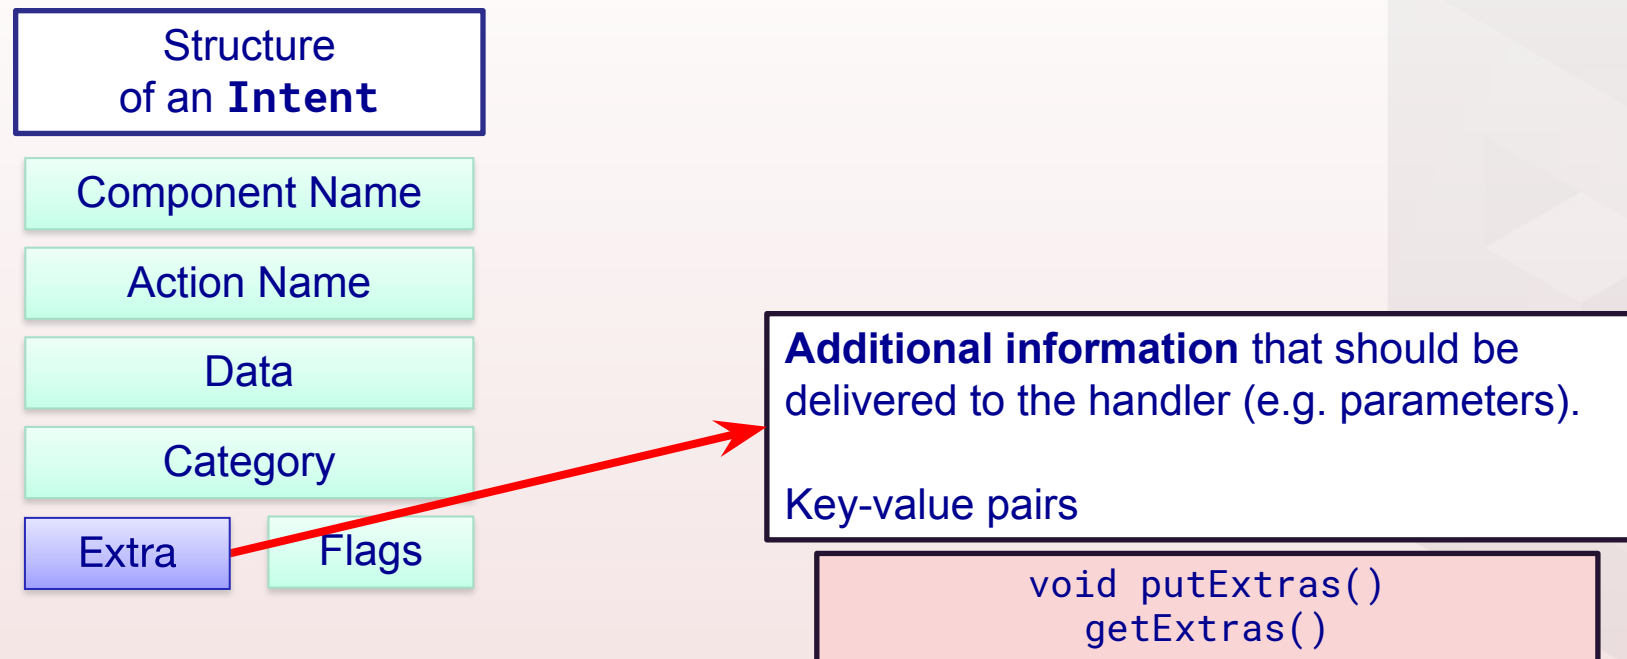 Structure
of an Intent
Component Name
Action Name
Data
Category
Extra
Flags
Additional information that should be
delivered to the handler (e.g. parameters).
Key-value pairs
void putExtras()
getExtras()